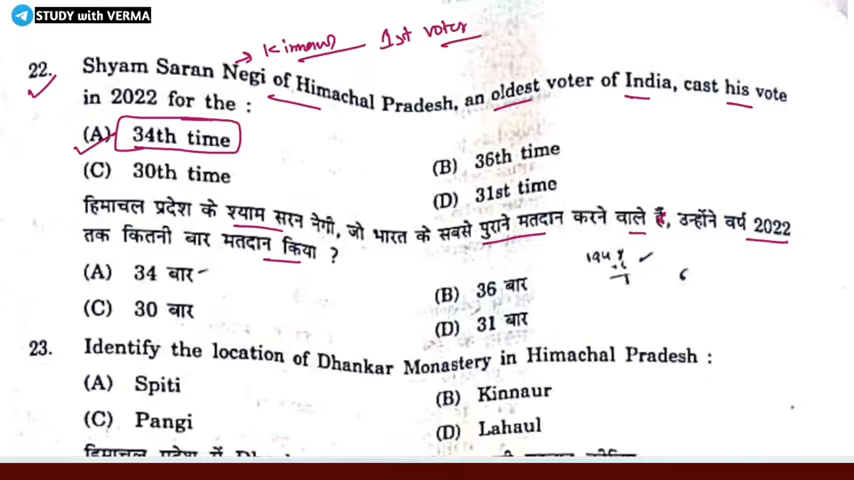 STUDY with VERMA
Kinnaur 1st voter
22. Shyam Saran Negi of Himachal Pradesh, an oldest voter of India, cast his vote
in 2022 for the :
(A) 34th time
(B) 36th time
(C) 30th time
(D) 31st time
हिमाचल प्रदेश के श्याम सरन नेगी, जो भारत के सबसे पुराने मतदान करने वाले हैं, उन्होंने वर्ष 2022
तक कितनी बार मतदान किया ?
(A) 34 बार
(B) 36 बार
(C) 30 बार
(D) 31 बार
23. Identify the location of Dhankar Monastery in Himachal Pradesh :
(A) Spiti
(B) Kinnaur
(C) Pangi
(D) Lahaul
हिमाचल प्रदेश में